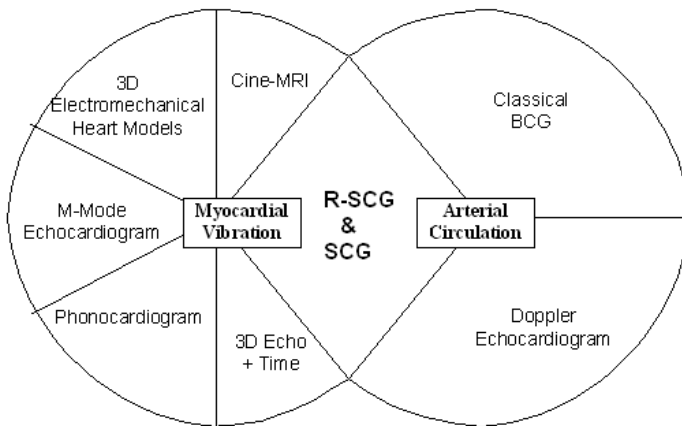 3D
Electromechanical
Heart Models
Cine-MRI
Classical
BCG
M-Mode
Echocardiogram
Myocardial
Vibration
R-SCG
&
SCG
Arterial
Circulation
Phonocardiogram
3D Echo
+ Time
Doppler
Echocardiogram